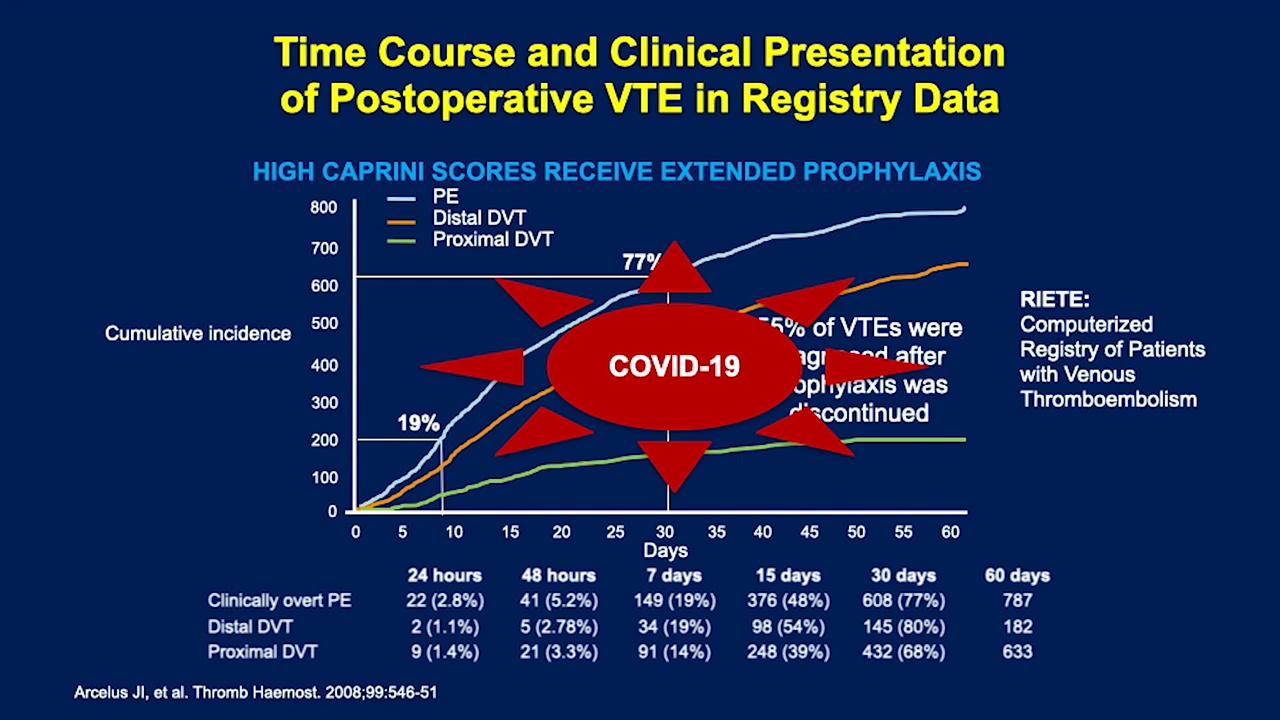 Time Course and Clinical Presentation
of Postoperative VTE in Registry Data
HIGH CAPRINI SCORES RECEIVE EXTENDED PROPHYLAXIS
PE
Distal DVT
Proximal DVT
800
700
600
500
400
300
200
100
0
Cumulative incidence
77%
19%
COVID-19
55% of VTEs were
after
was
discontinued
RIETE:
Computerized
Registry of Patients
with Venous
Thromboembolism
0 5 10 15 20 25 30 35 40 45 50 55 60
Days
24 hours 48 hours 7 days 15 days 30 days 60 days
Clinically overt PE 22 (2.8%) 41 (5.2%) 149 (19%) 376 (48%) 608 (77%) 787
Distal DVT 2 (1.1%) 5 (2.78%) 34 (19%) 98 (54%) 145 (80%) 182
Proximal DVT 9 (1.4%) 21 (3.3%) 91 (14%) 248 (39%) 432 (68%) 633
Arcelus JI, et al. Thromb Haemost. 2008;99:546-51